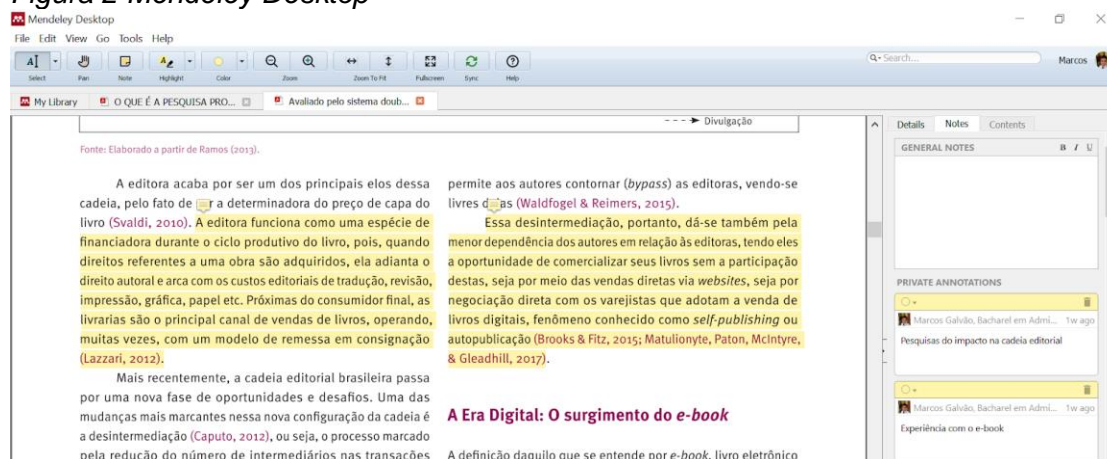 Figura 2 Mendeley Desktop
Mendeley Desktop
File Edit View Go Tools Help
Select Pan Note Highlight Color Zoom Zoom To Fit Fullscreen Sync Help
Search...
Marcos
My Library
O QUE É A PESQUISA PRO...
Avaliado pelo sistema doub...
Divulgação
Fonte: Elaborado a partir de Ramos (2013).
A editora acaba por ser um dos principais elos dessa
cadeia, pelo fato de r a determinadora do preço de capa do
livro (Svaldi, 2010). A editora funciona como uma espécie de
financiadora durante o ciclo produtivo do livro, pois, quando
direitos referentes a uma obra são adquiridos, ela adianta o
direito autoral e arca com os custos editoriais de tradução, revisão,
impressão, gráfica, papel etc. Próximas do consumidor final, as
livrarias são o principal canal de vendas de livros, operando,
muitas vezes, com um modelo de remessa em consignação
(Lazzari, 2012).
Mais recentemente, a cadeia editorial brasileira passa
por uma nova fase de oportunidades e desafios. Uma das
mudanças mais marcantes nessa nova configuração da cadeia é
a desintermediação (Caputo, 2012), ou seja, o processo marcado
pela redução do número de intermediários nas transações
permite aos autores contornar (bypass) as editoras, vendo-se
livres d as (Waldfogel & Reimers, 2015).
Essa desintermediação, portanto, dá-se também pela
menor dependência dos autores em relação às editoras, tendo eles
a oportunidade de comercializar seus livros sem a participação
destas, seja por meio das vendas diretas via websites, seja por
negociação direta com os varejistas que adotam a venda de
livros digitais, fenômeno conhecido como self-publishing ou
autopublicação (Brooks & Fitz, 2015; Matulionyte, Paton, McIntyre,
& Gleadhill, 2017).
A Era Digital: O surgimento do e-book
A definição daquilo que se entende por e-book, livro eletrônico
Details Notes Contents
GENERAL NOTES B I U
PRIVATE ANNOTATIONS
Marcos Galvão, Bacharel em Admi... 1w ago
Pesquisas do impacto na cadeia editorial
Marcos Galvão, Bacharel em Admi... 1w ago
Experiência com o e-book